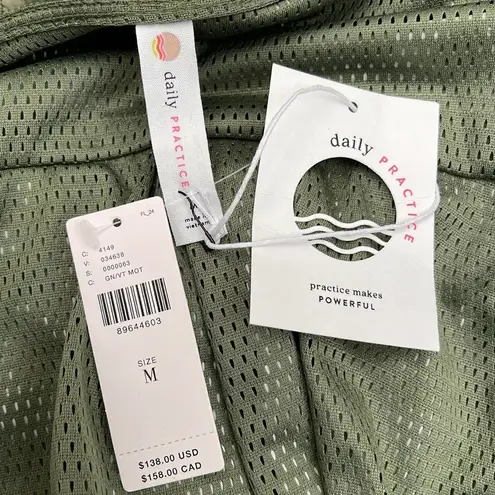 daily PRACTICE
made in
vietnam
daily PRACTICE
practice makes
POWERFUL
FL_24
C: 4149
V: 034638
S: 0000063
C: GN/VT MOT
89644603
SIZE
M
$138.00 USD
$158.00 CAD